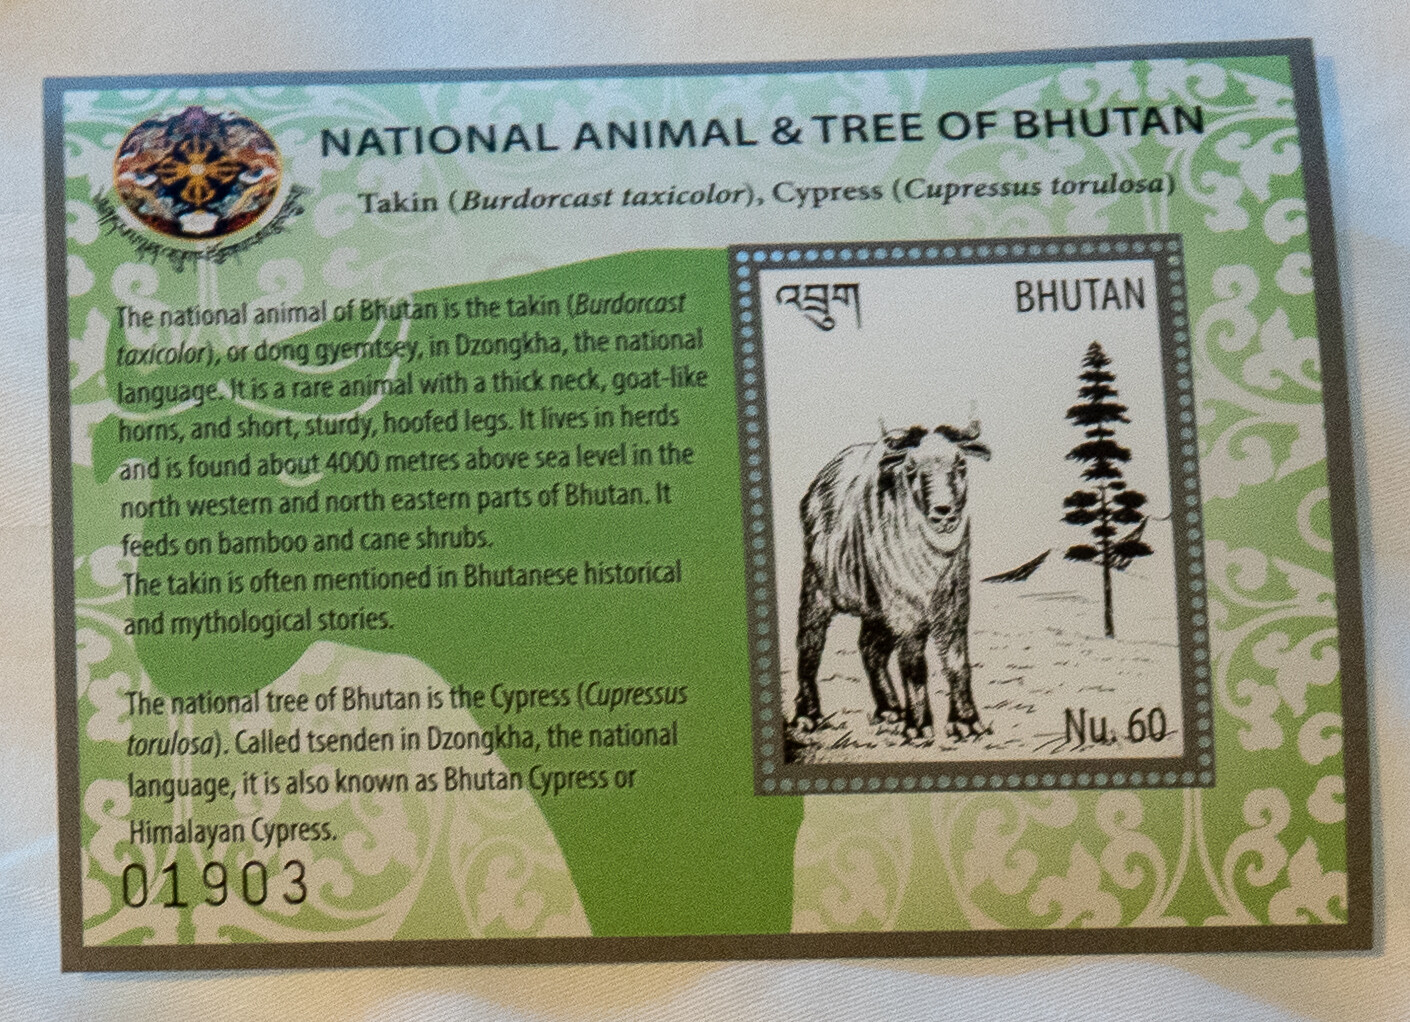 NATIONAL ANIMAL & TREE OF BHUTAN
Takin (Burdorcast taxicolor), Cypress (Cupressus torulosa)
The national animal of Bhutan is the takin (Burdorcast
taxicolor), or dong gyemtsey, in Dzongkha, the national
language. It is a rare animal with a thick neck, goat-like
horns, and short, sturdy, hoofed legs. It lives in herds
and is found about 4000 metres above sea level in the
north western and north eastern parts of Bhutan. It
feeds on bamboo and cane shrubs.
The takin is often mentioned in Bhutanese historical
and mythological stories.
The national tree of Bhutan is the Cypress (Cupressus
torulosa). Called tsenden in Dzongkha, the national
language, it is also known as Bhutan Cypress or
Himalayan Cypress.
01903
འབྲུག
BHUTAN
Nu. 60